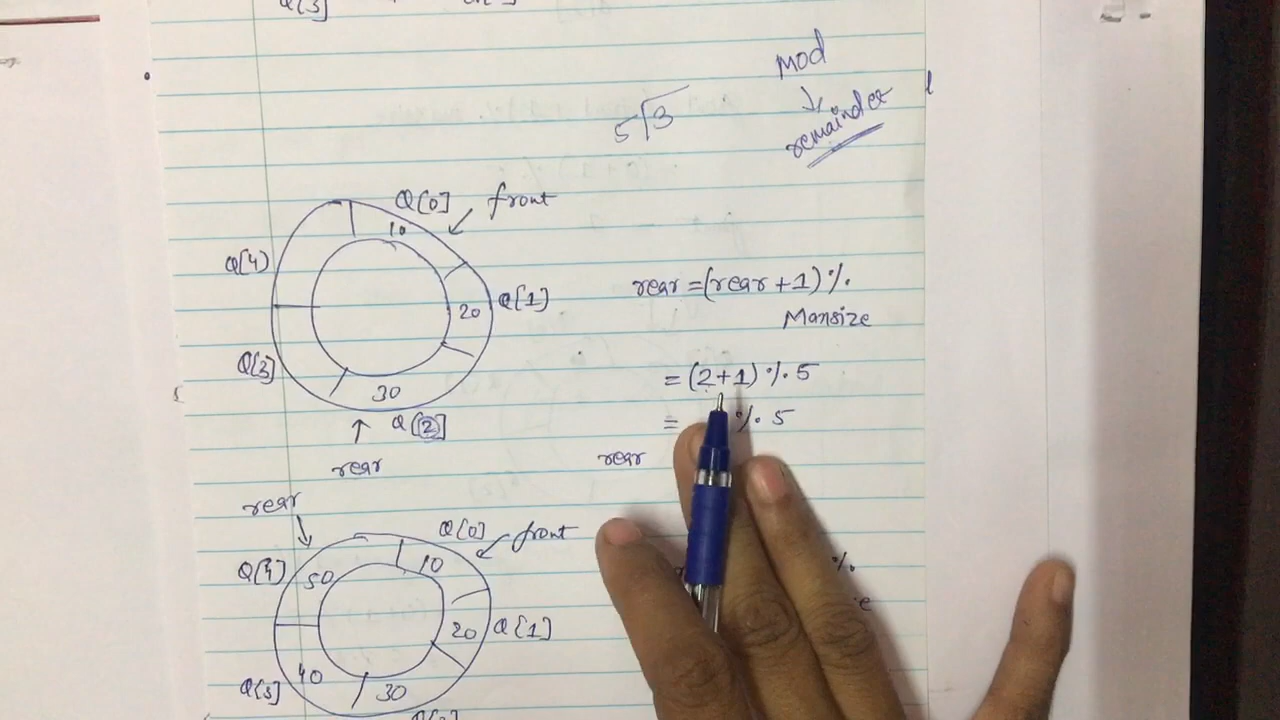 Q[3]
mod
5√3
remainder
Q[0] front
10
Q[4]
20 Q[1]
rear = (rear + 1) %
Maxsize
Q[3]
= (2+1) % 5
30
Q[2]
= % 5
rear
rear
rear
Q[0] front
Q[4] 50 10
20 Q[1]
Q[3] 40 30